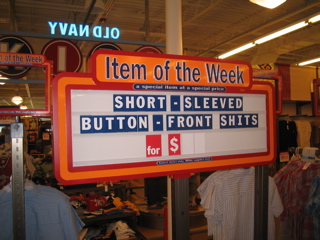 OLD NAVY
Item of the Week
a special item at a special price
SHORT - SLEEVED
BUTTON - FRONT SHITS
for $